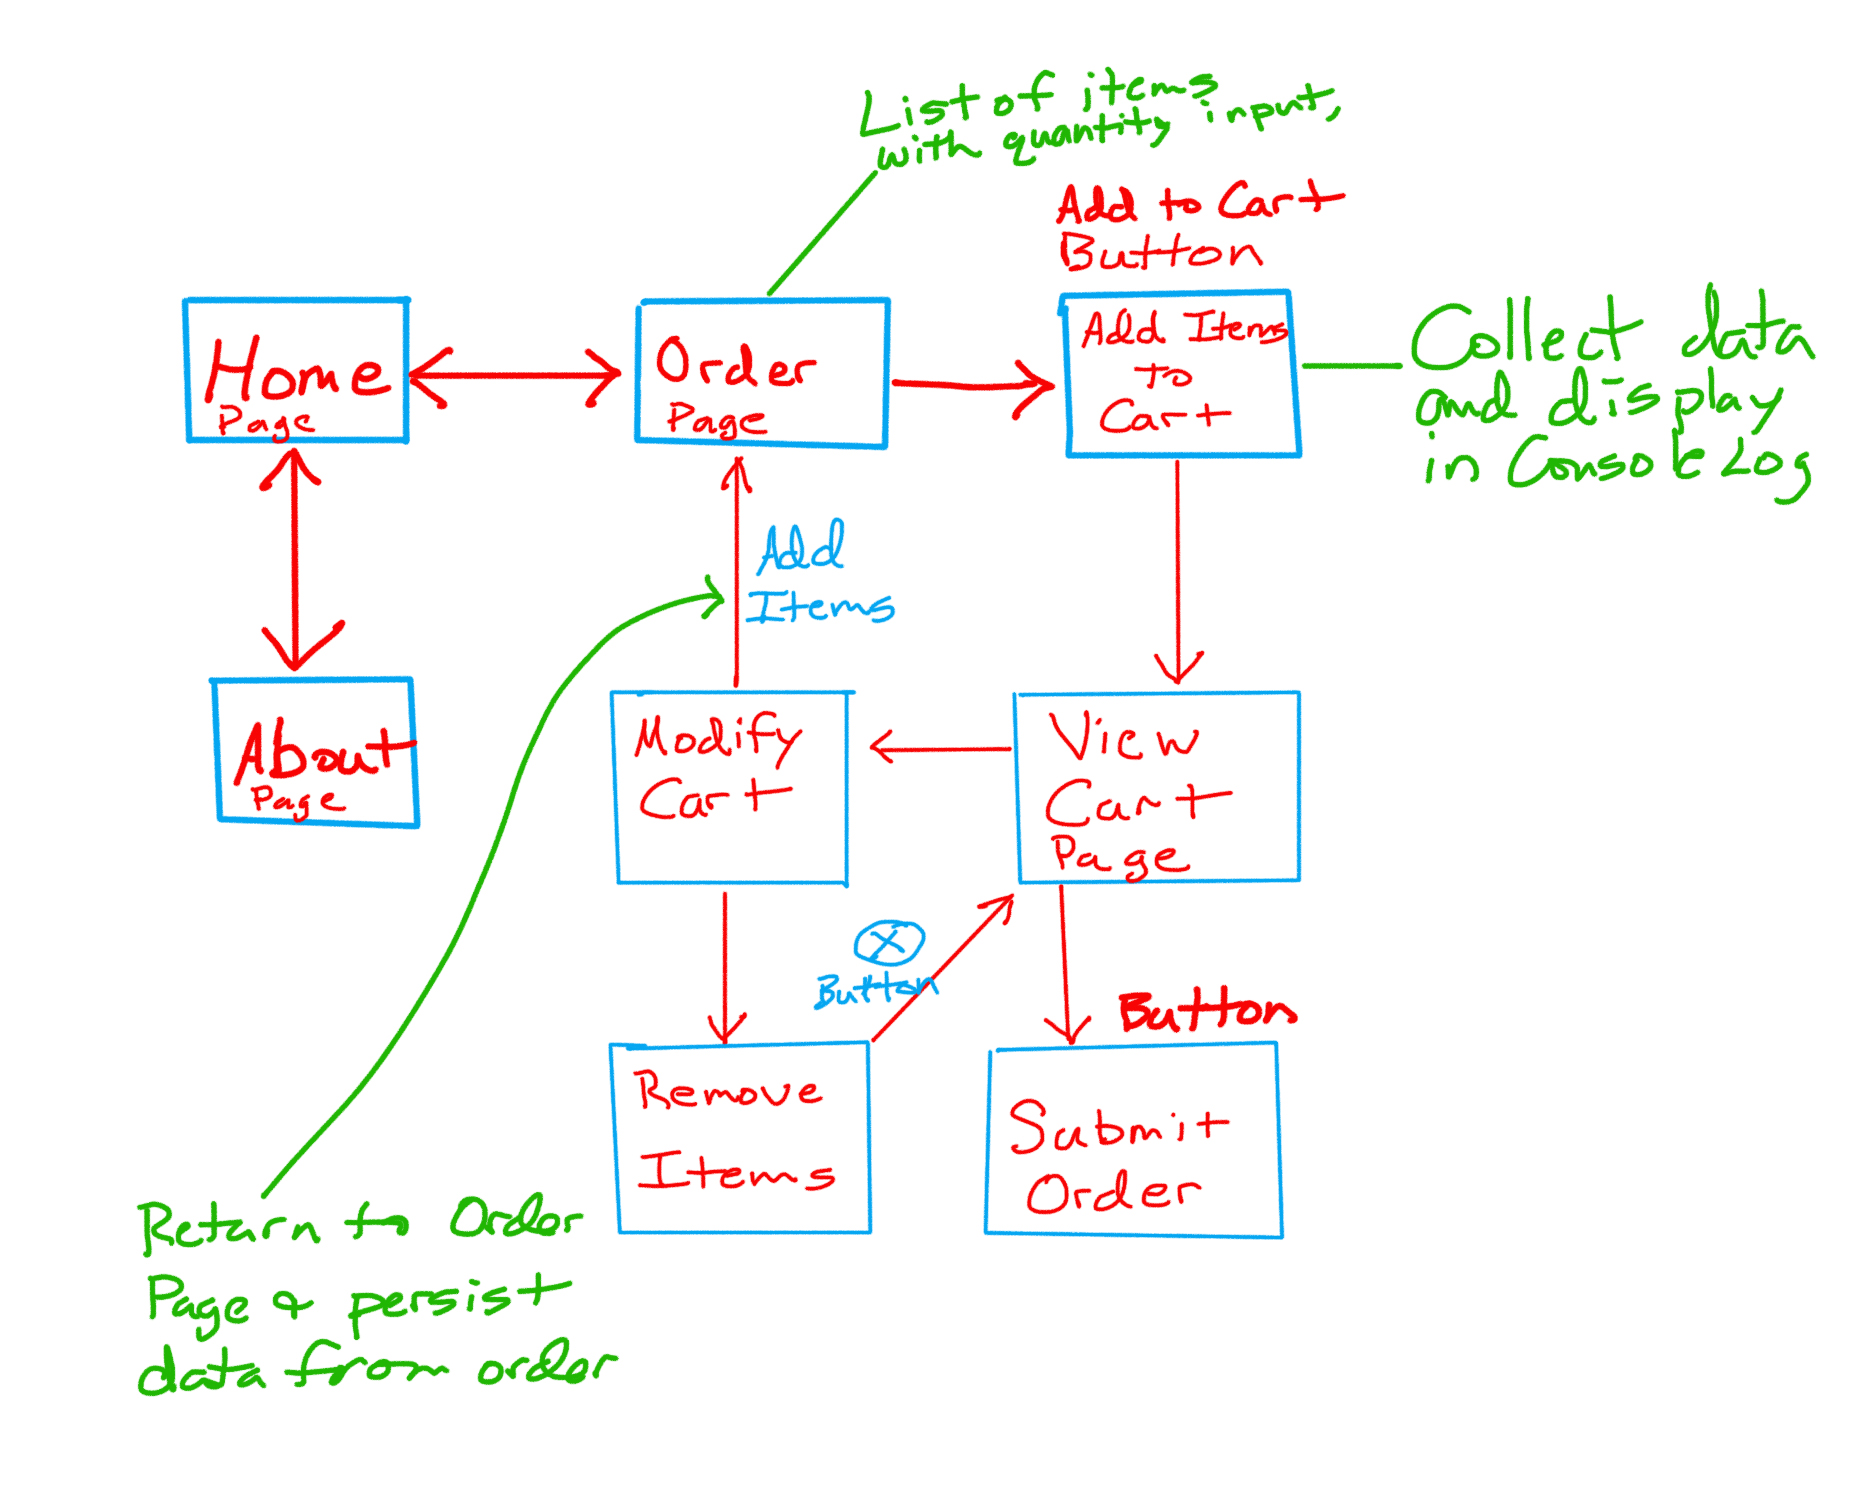 List of items
with quantity input,
Add to Cart
Button
Home
Page
Order
Page
Add Items
to
Cart
Collect data
and display
in Console Log
Add
Items
About
Page
Modify
Cart
View
Cart
Page
X
Button
Button
Remove
Items
Submit
Order
Return to Order
Page & persist
data from order